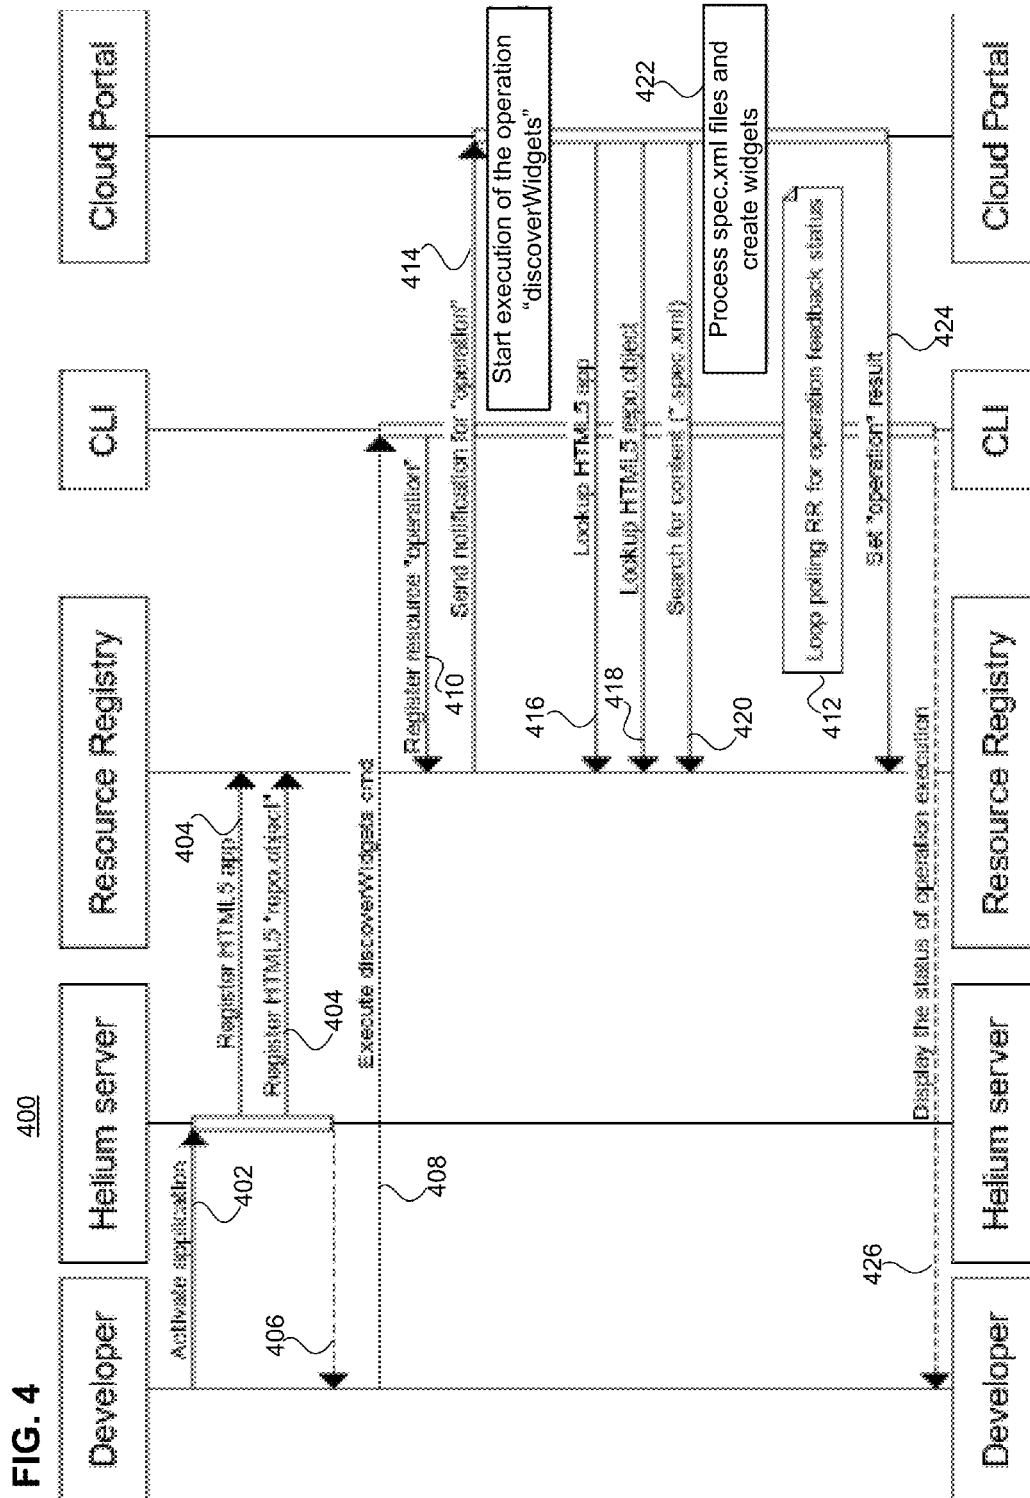 FIG. 4
400
Developer
Helium server
Resource Registry
CLI
Cloud Portal
Activate application
402
Register HTML5 app
404
Register HTML5 "repo.object"
404
406
Execute discoverWidgets cmd
408
Register resource "operation"
410
Send notification for "operation"
414
Start execution of the operation
“discoverWidgets”
Lookup HTML5 app
416
Lookup HTML5 repo object
418
Search for content (*.spec.xml)
420
422
Process spec.xml files and
create widgets
Loop polling RR for operation feedback status
412
Set "operation" result
424
Display the status of operation execution
426
Developer
Helium server
Resource Registry
CLI
Cloud Portal